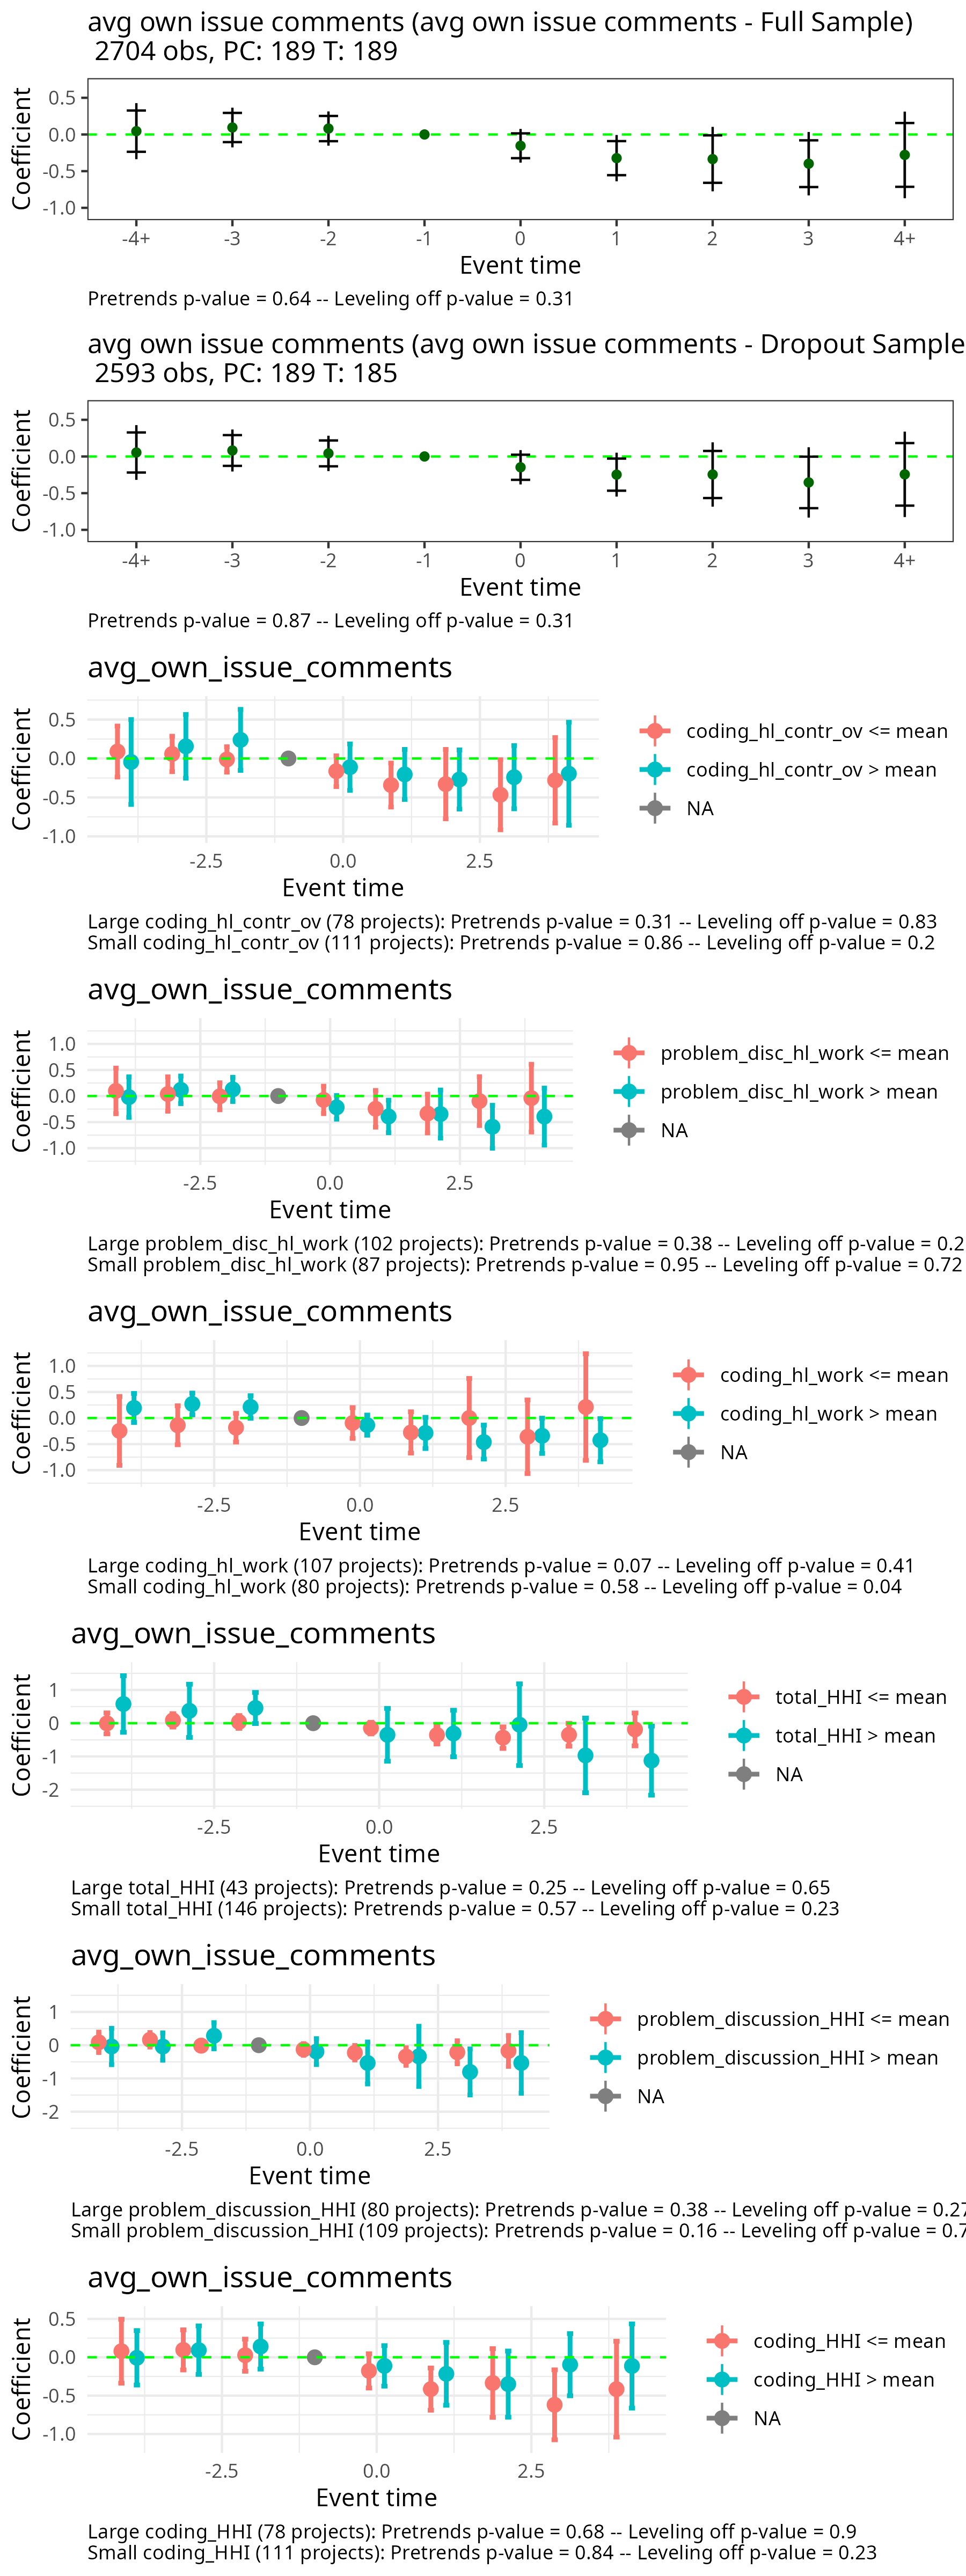 avg own issue comments (avg own issue comments - Full Sample)
2704 obs, PC: 189 T: 189
Coefficient
0.5
0.0
-0.5
-1.0
-4+ -3 -2 -1 0 1 2 3 4+
Event time
Pretrends p-value = 0.64 -- Leveling off p-value = 0.31
avg own issue comments (avg own issue comments - Dropout Sample
2593 obs, PC: 189 T: 185
Coefficient
0.5
0.0
-0.5
-1.0
-4+ -3 -2 -1 0 1 2 3 4+
Event time
Pretrends p-value = 0.87 -- Leveling off p-value = 0.31
avg_own_issue_comments
Coefficient
0.5
0.0
-0.5
-1.0
-2.5 0.0 2.5
Event time
coding_hl_contr_ov <= mean
coding_hl_contr_ov > mean
NA
Large coding_hl_contr_ov (78 projects): Pretrends p-value = 0.31 -- Leveling off p-value = 0.83
Small coding_hl_contr_ov (111 projects): Pretrends p-value = 0.86 -- Leveling off p-value = 0.2
avg_own_issue_comments
Coefficient
1.0
0.5
0.0
-0.5
-1.0
-2.5 0.0 2.5
Event time
problem_disc_hl_work <= mean
problem_disc_hl_work > mean
NA
Large problem_disc_hl_work (102 projects): Pretrends p-value = 0.38 -- Leveling off p-value = 0.2
Small problem_disc_hl_work (87 projects): Pretrends p-value = 0.95 -- Leveling off p-value = 0.72
avg_own_issue_comments
Coefficient
1.0
0.5
0.0
-0.5
-1.0
-2.5 0.0 2.5
Event time
coding_hl_work <= mean
coding_hl_work > mean
NA
Large coding_hl_work (107 projects): Pretrends p-value = 0.07 -- Leveling off p-value = 0.41
Small coding_hl_work (80 projects): Pretrends p-value = 0.58 -- Leveling off p-value = 0.04
avg_own_issue_comments
Coefficient
1
0
-1
-2
-2.5 0.0 2.5
Event time
total_HHI <= mean
total_HHI > mean
NA
Large total_HHI (43 projects): Pretrends p-value = 0.25 -- Leveling off p-value = 0.65
Small total_HHI (146 projects): Pretrends p-value = 0.57 -- Leveling off p-value = 0.23
avg_own_issue_comments
Coefficient
1
0
-1
-2
-2.5 0.0 2.5
Event time
problem_discussion_HHI <= mean
problem_discussion_HHI > mean
NA
Large problem_discussion_HHI (80 projects): Pretrends p-value = 0.38 -- Leveling off p-value = 0.27
Small problem_discussion_HHI (109 projects): Pretrends p-value = 0.16 -- Leveling off p-value = 0.7
avg_own_issue_comments
Coefficient
0.5
0.0
-0.5
-1.0
-2.5 0.0 2.5
Event time
coding_HHI <= mean
coding_HHI > mean
NA
Large coding_HHI (78 projects): Pretrends p-value = 0.68 -- Leveling off p-value = 0.9
Small coding_HHI (111 projects): Pretrends p-value = 0.84 -- Leveling off p-value = 0.23